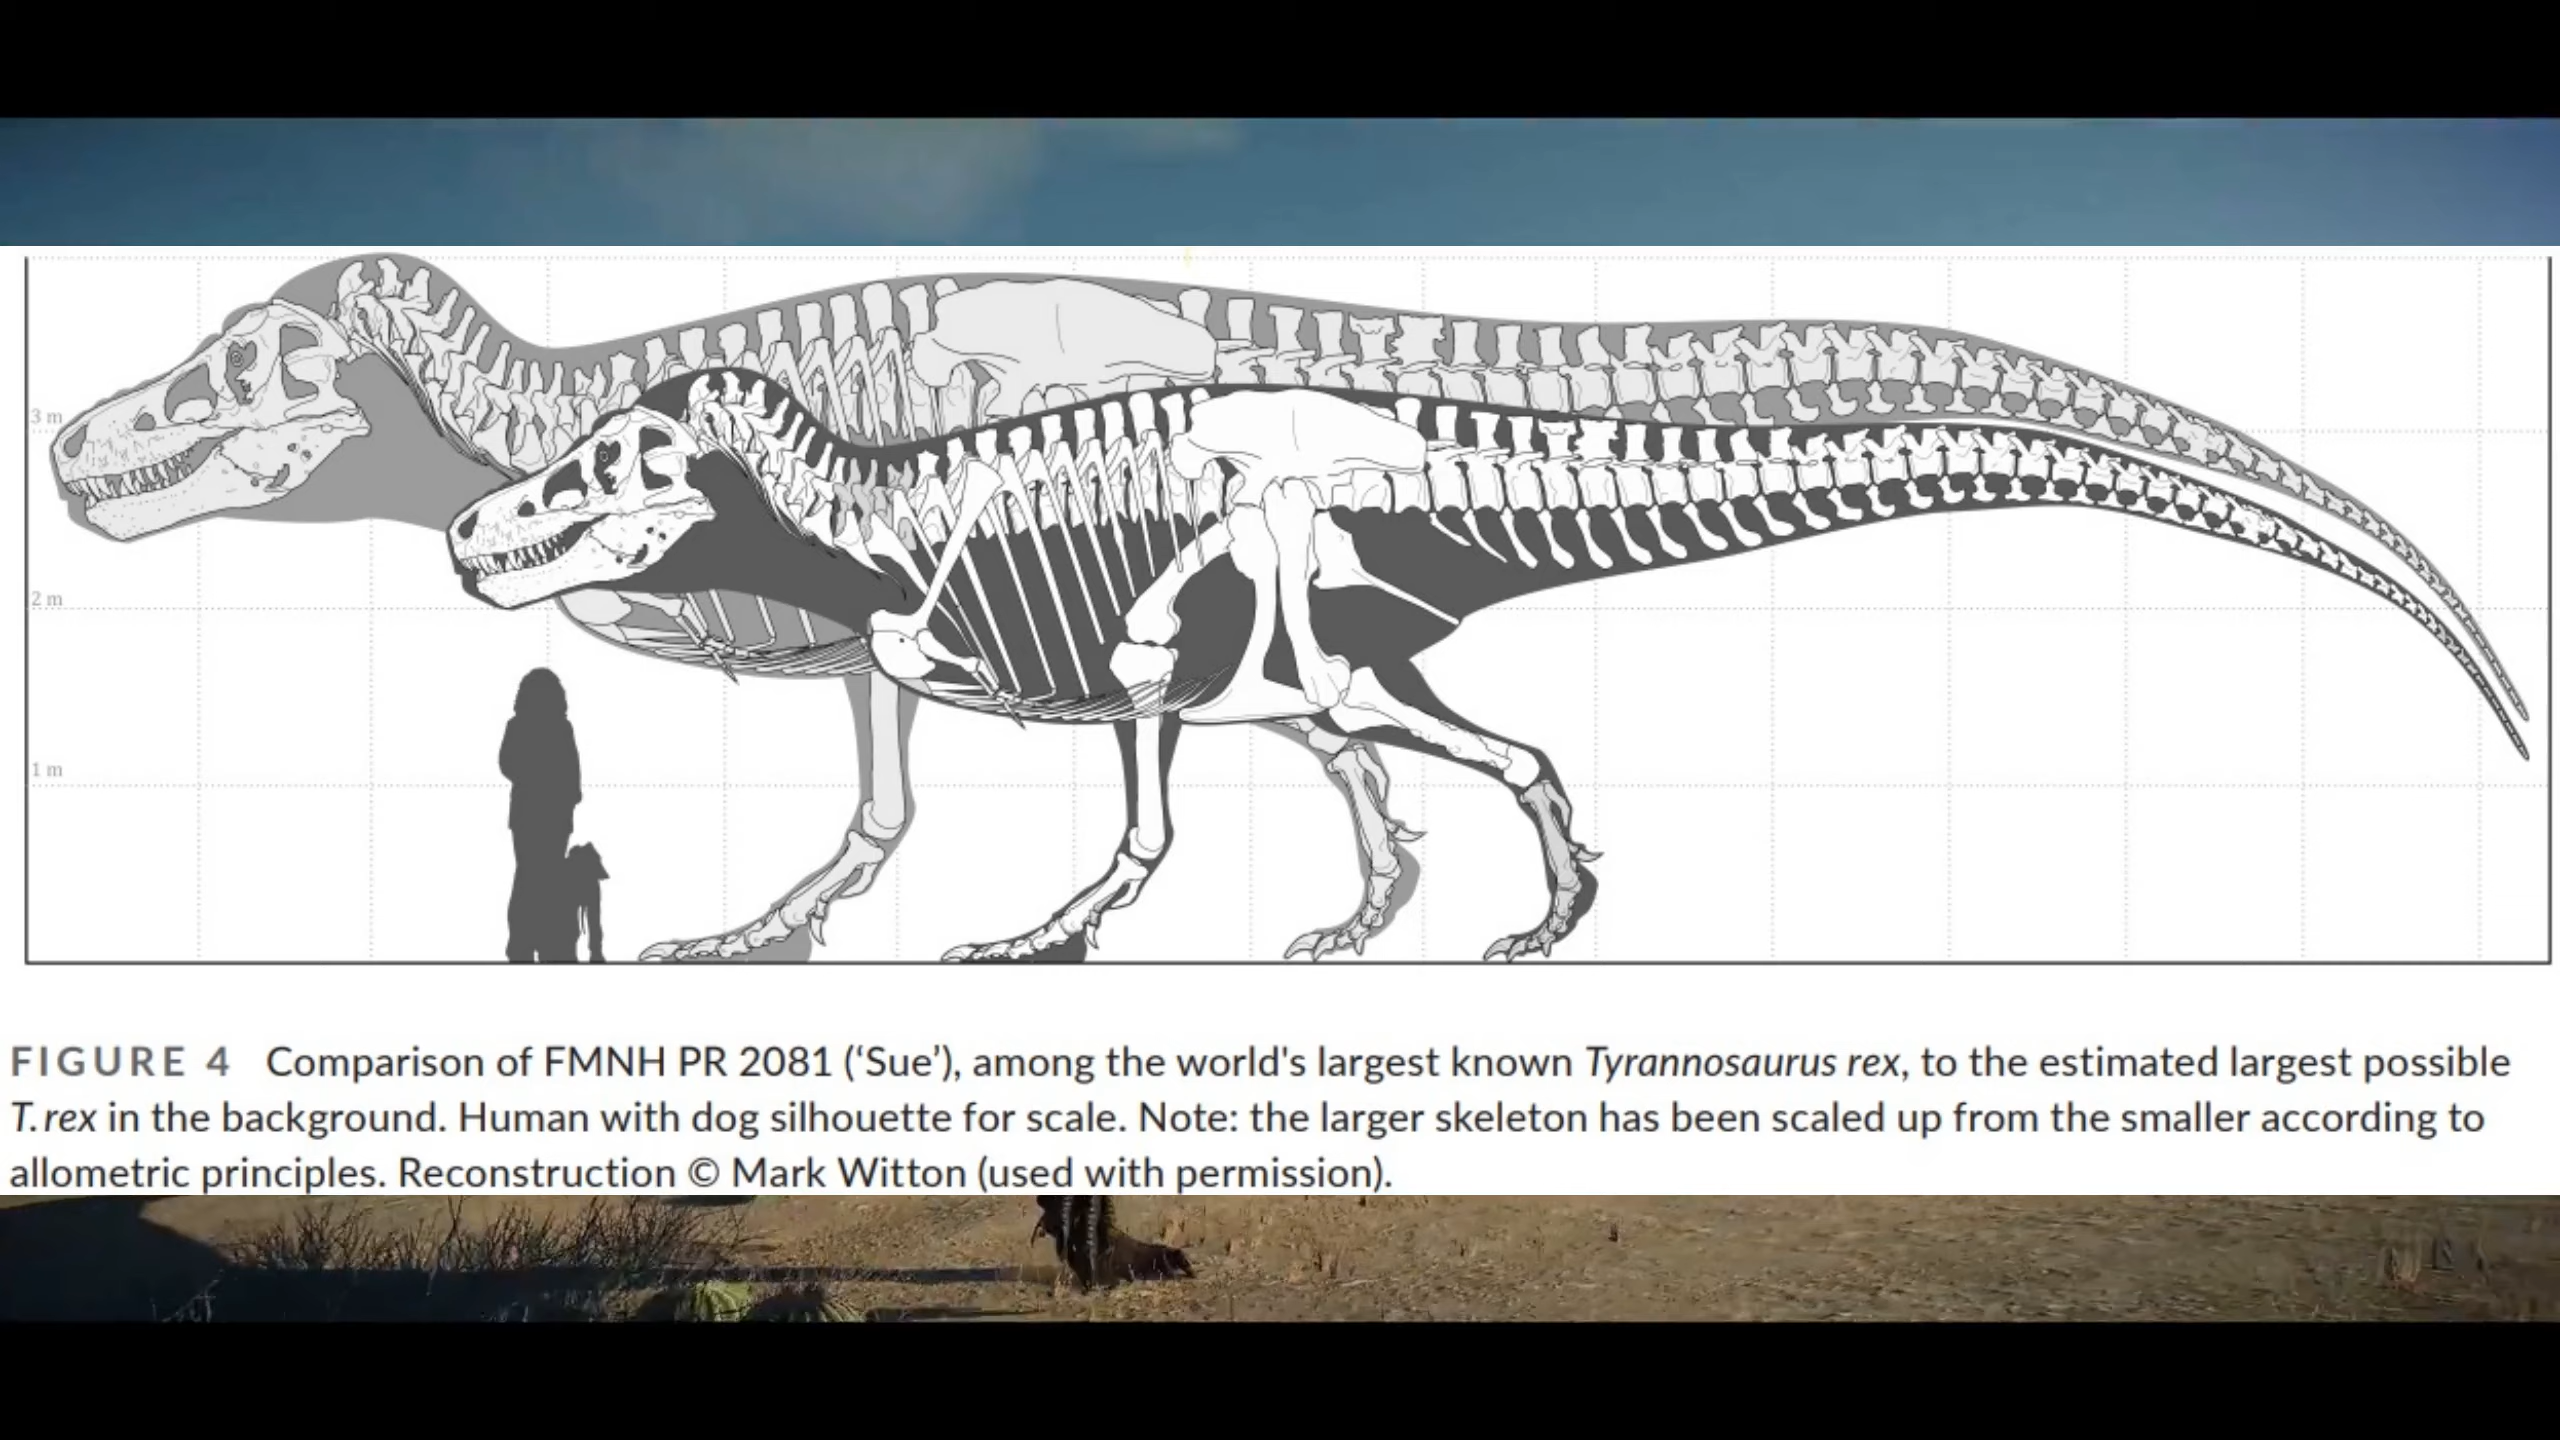 3 m
2 m
1 m
FIGURE 4 Comparison of FMNH PR 2081 (‘Sue’), among the world's largest known Tyrannosaurus rex, to the estimated largest possible
T. rex in the background. Human with dog silhouette for scale. Note: the larger skeleton has been scaled up from the smaller according to
allometric principles. Reconstruction © Mark Witton (used with permission).